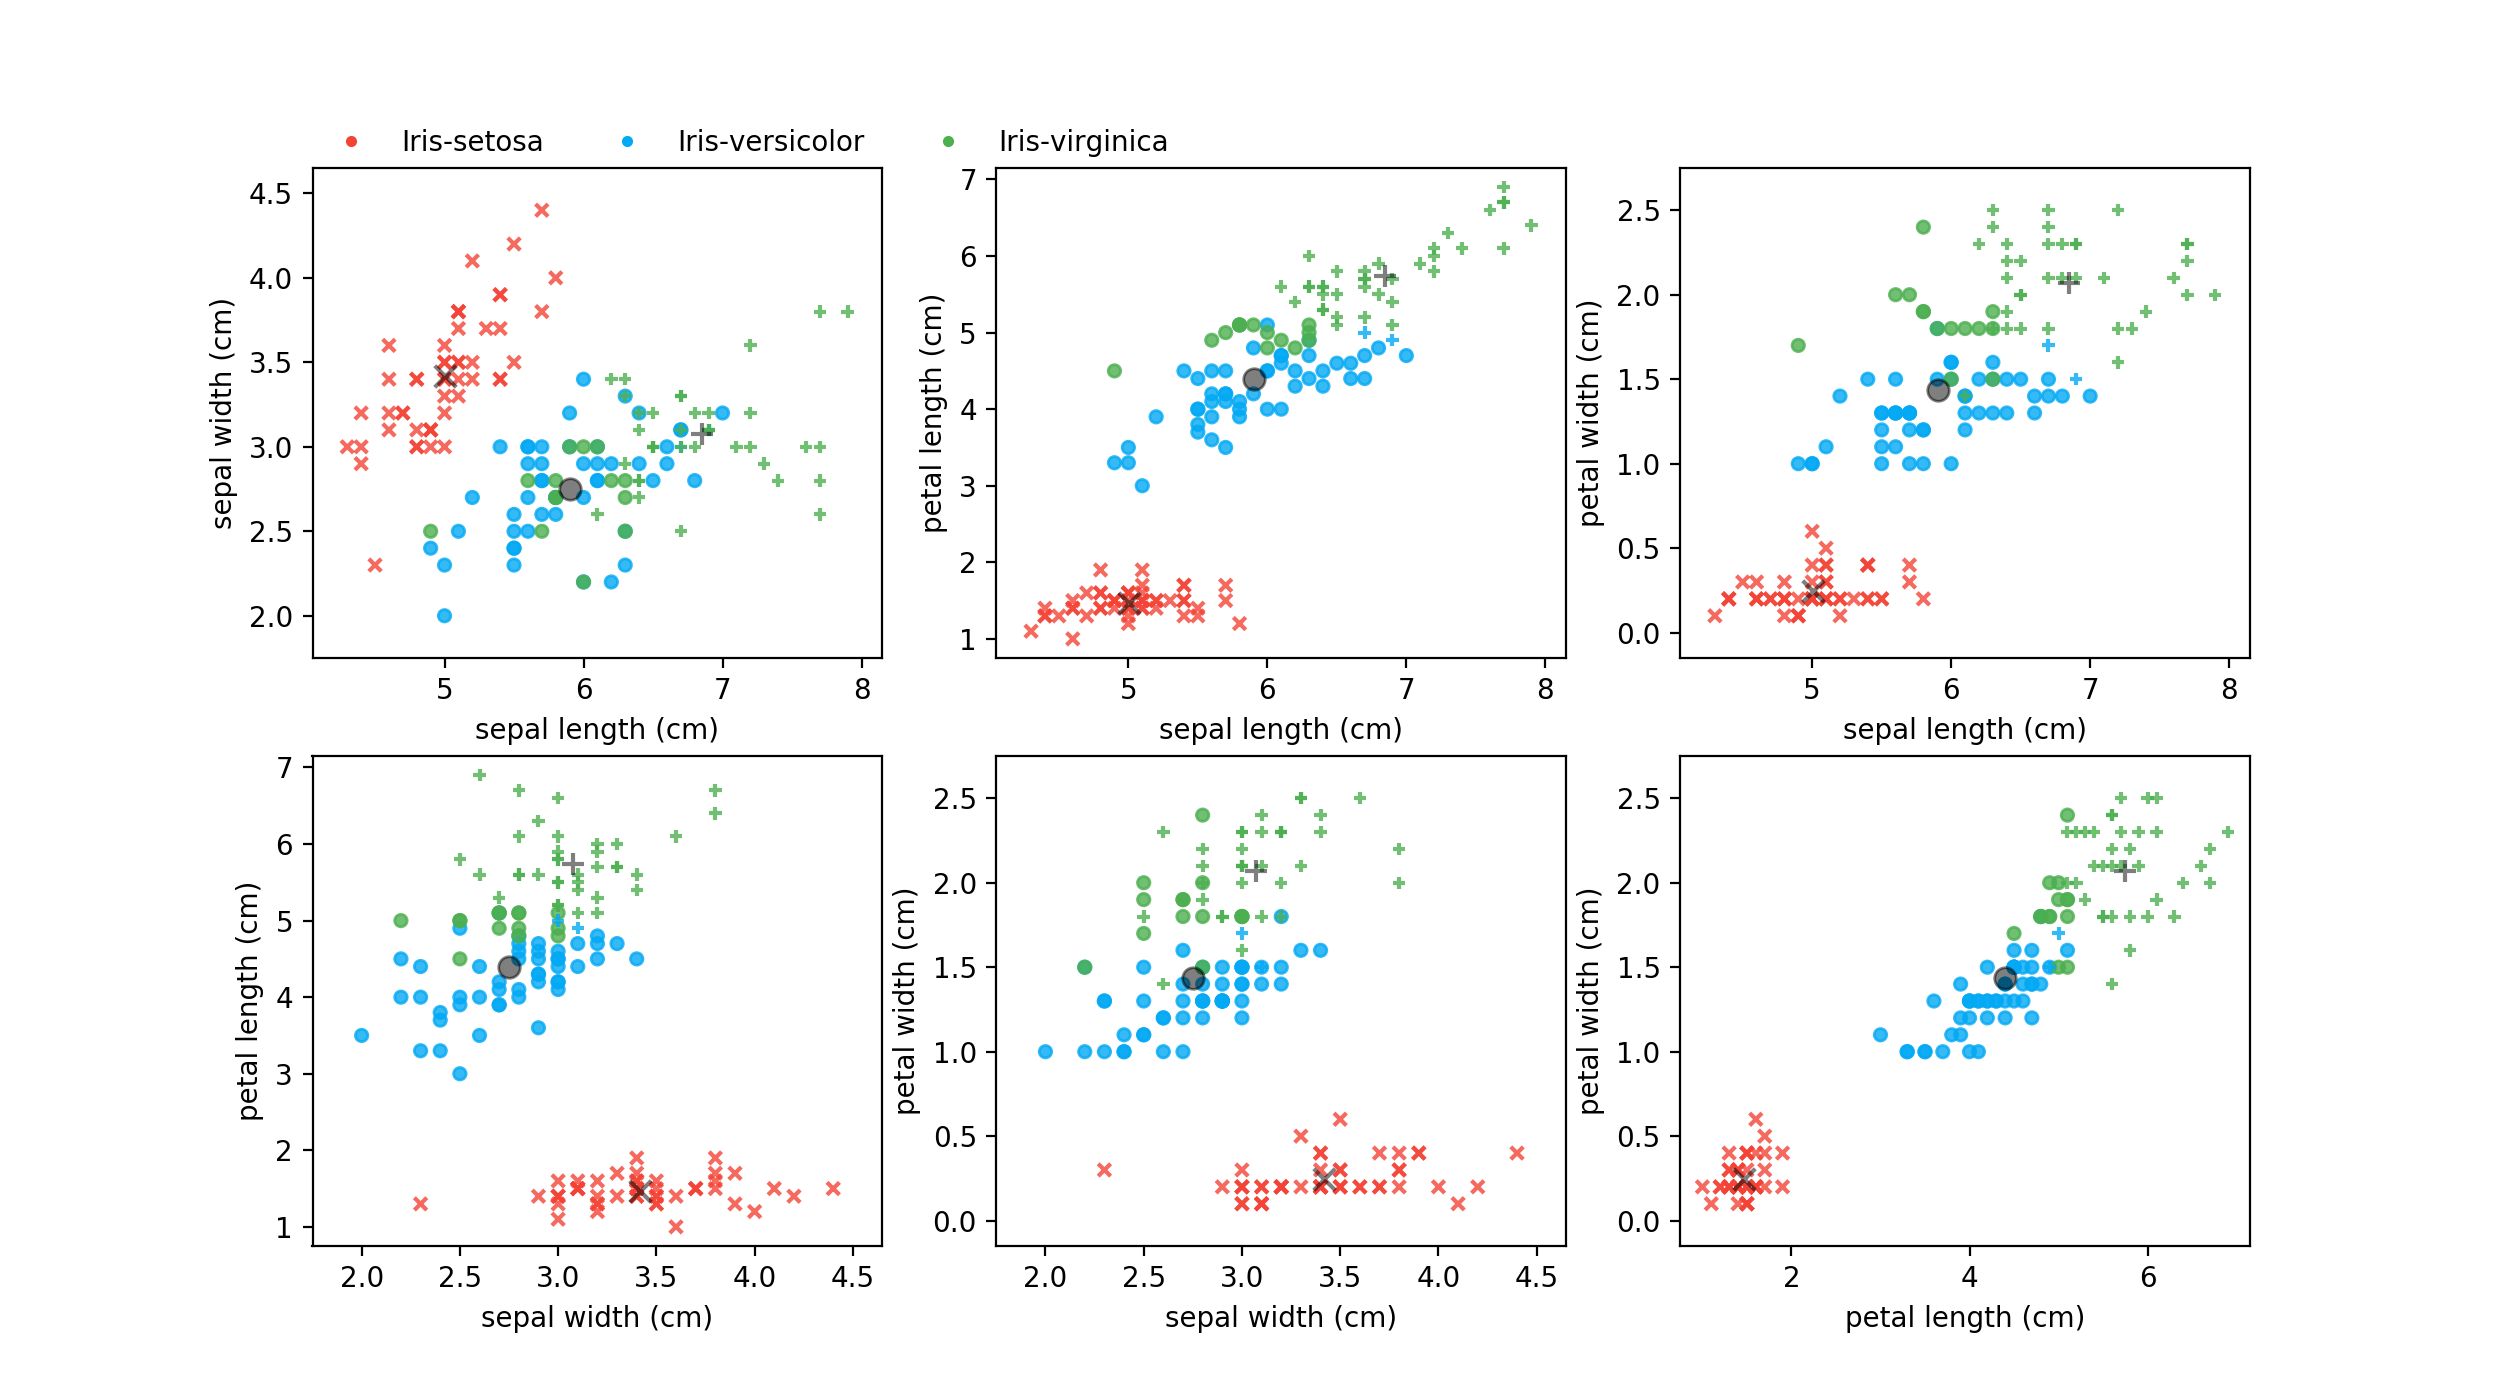 Iris-setosa Iris-versicolor Iris-virginica
4.5
4.0
3.5
3.0
2.5
2.0
sepal width (cm)
5 6 7 8
sepal length (cm)
7
6
5
4
3
2
1
petal length (cm)
5 6 7 8
sepal length (cm)
2.5
2.0
1.5
1.0
0.5
0.0
petal width (cm)
5 6 7 8
sepal length (cm)
7
6
5
4
3
2
1
petal length (cm)
2.0 2.5 3.0 3.5 4.0 4.5
sepal width (cm)
2.5
2.0
1.5
1.0
0.5
0.0
petal width (cm)
2.0 2.5 3.0 3.5 4.0 4.5
sepal width (cm)
2.5
2.0
1.5
1.0
0.5
0.0
petal width (cm)
2 4 6
petal length (cm)